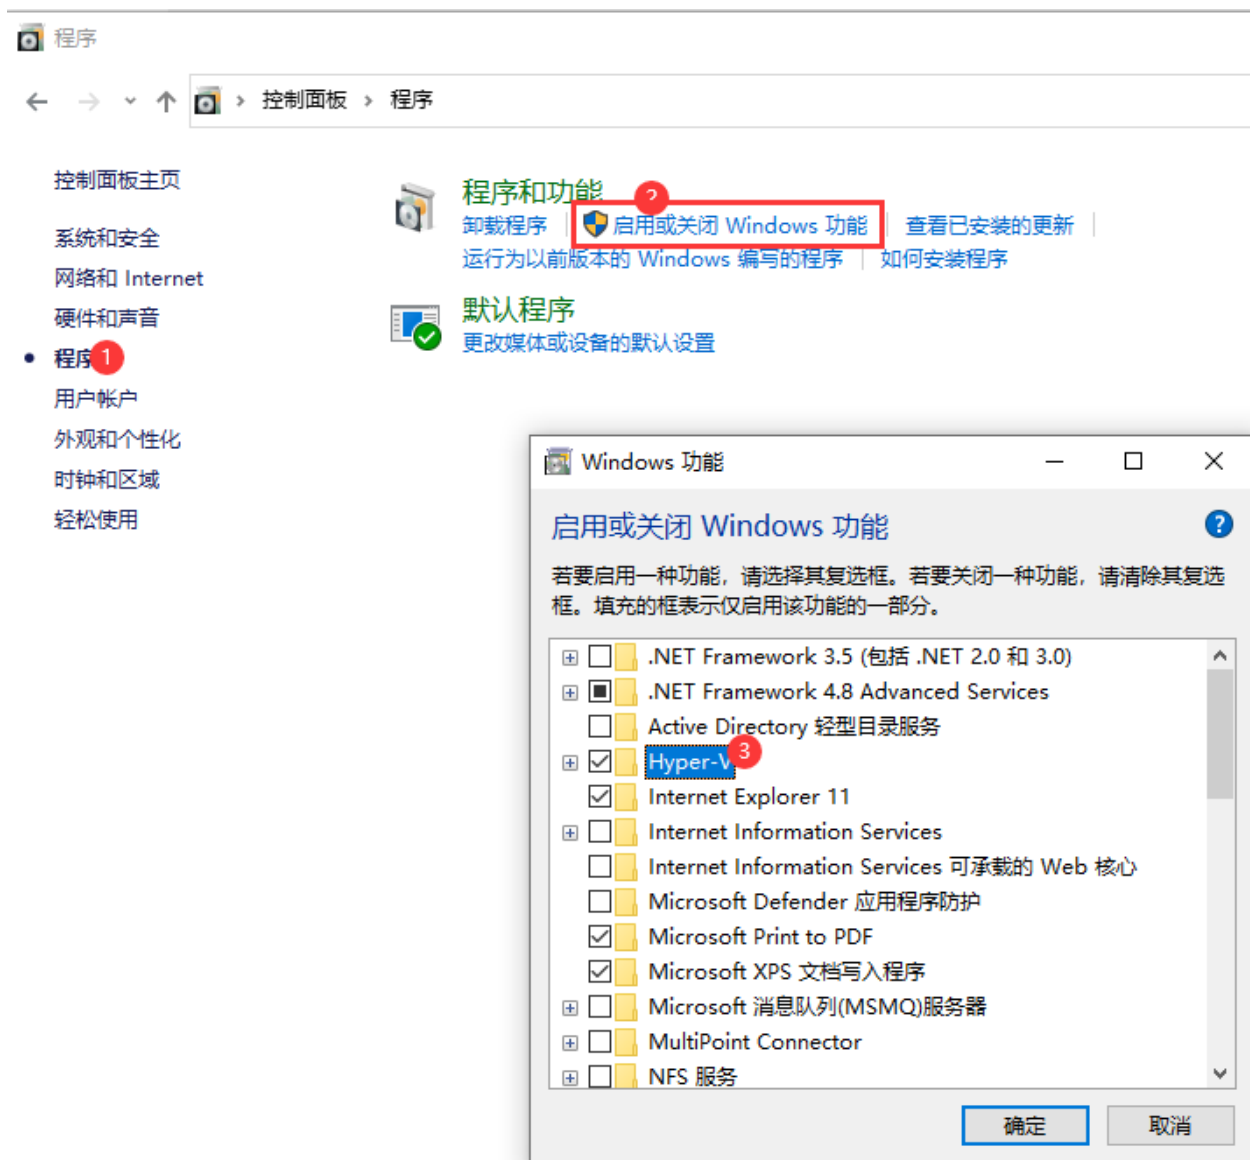 程序
控制面板 › 程序
控制面板主页
系统和安全
网络和 Internet
硬件和声音
程序 1
用户帐户
外观和个性化
时钟和区域
轻松使用
程序和功能
2
卸载程序 启用或关闭 Windows 功能 查看已安装的更新
运行为以前版本的 Windows 编写的程序 如何安装程序
默认程序
更改媒体或设备的默认设置
Windows 功能
启用或关闭 Windows 功能
?
若要启用一种功能，请选择其复选框。若要关闭一种功能，请清除其复选
框。填充的框表示仅启用该功能的一部分。
.NET Framework 3.5 (包括 .NET 2.0 和 3.0)
.NET Framework 4.8 Advanced Services
Active Directory 轻型目录服务
Hyper-V 3
Internet Explorer 11
Internet Information Services
Internet Information Services 可承载的 Web 核心
Microsoft Defender 应用程序防护
Microsoft Print to PDF
Microsoft XPS 文档写入程序
Microsoft 消息队列(MSMQ)服务器
MultiPoint Connector
NFS 服务
确定 取消